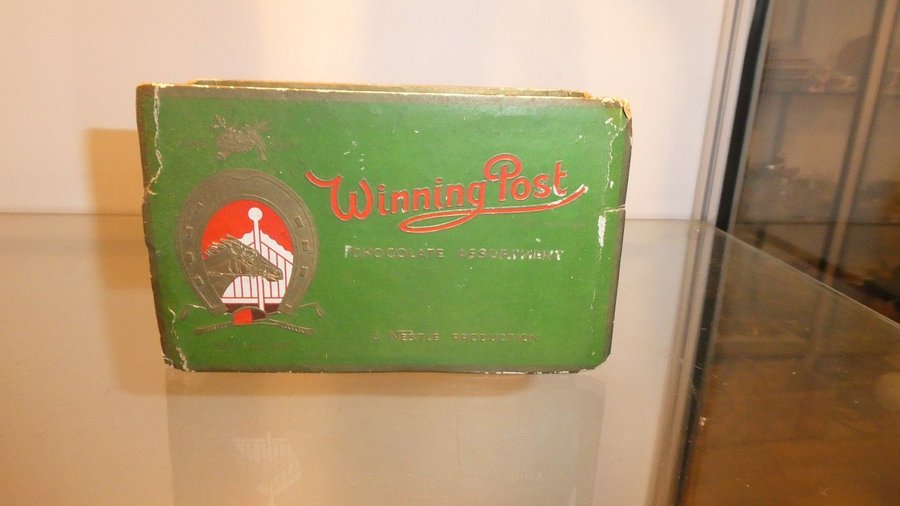 Winning Post
CHOCOLATE ASSORTMENT
A NESTLÉ PRODUCTION